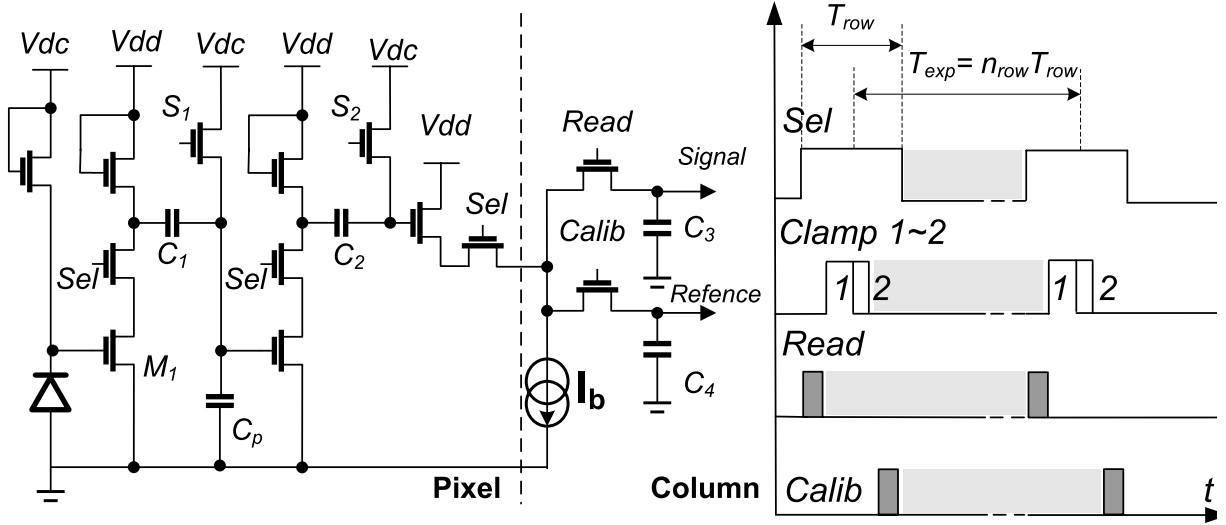 Vdc
Vdd
Vdc
Vdd
Vdc
S1
S2
Vdd
Sel
C1
C2
Sel
Sel
M1
Cp
Read
Signal
Calib
C3
Refence
C4
Ib
Pixel
Column
Trow
Texp= nrowTrow
Sel
Clamp 1~2
1
2
1
2
Read
Calib
t